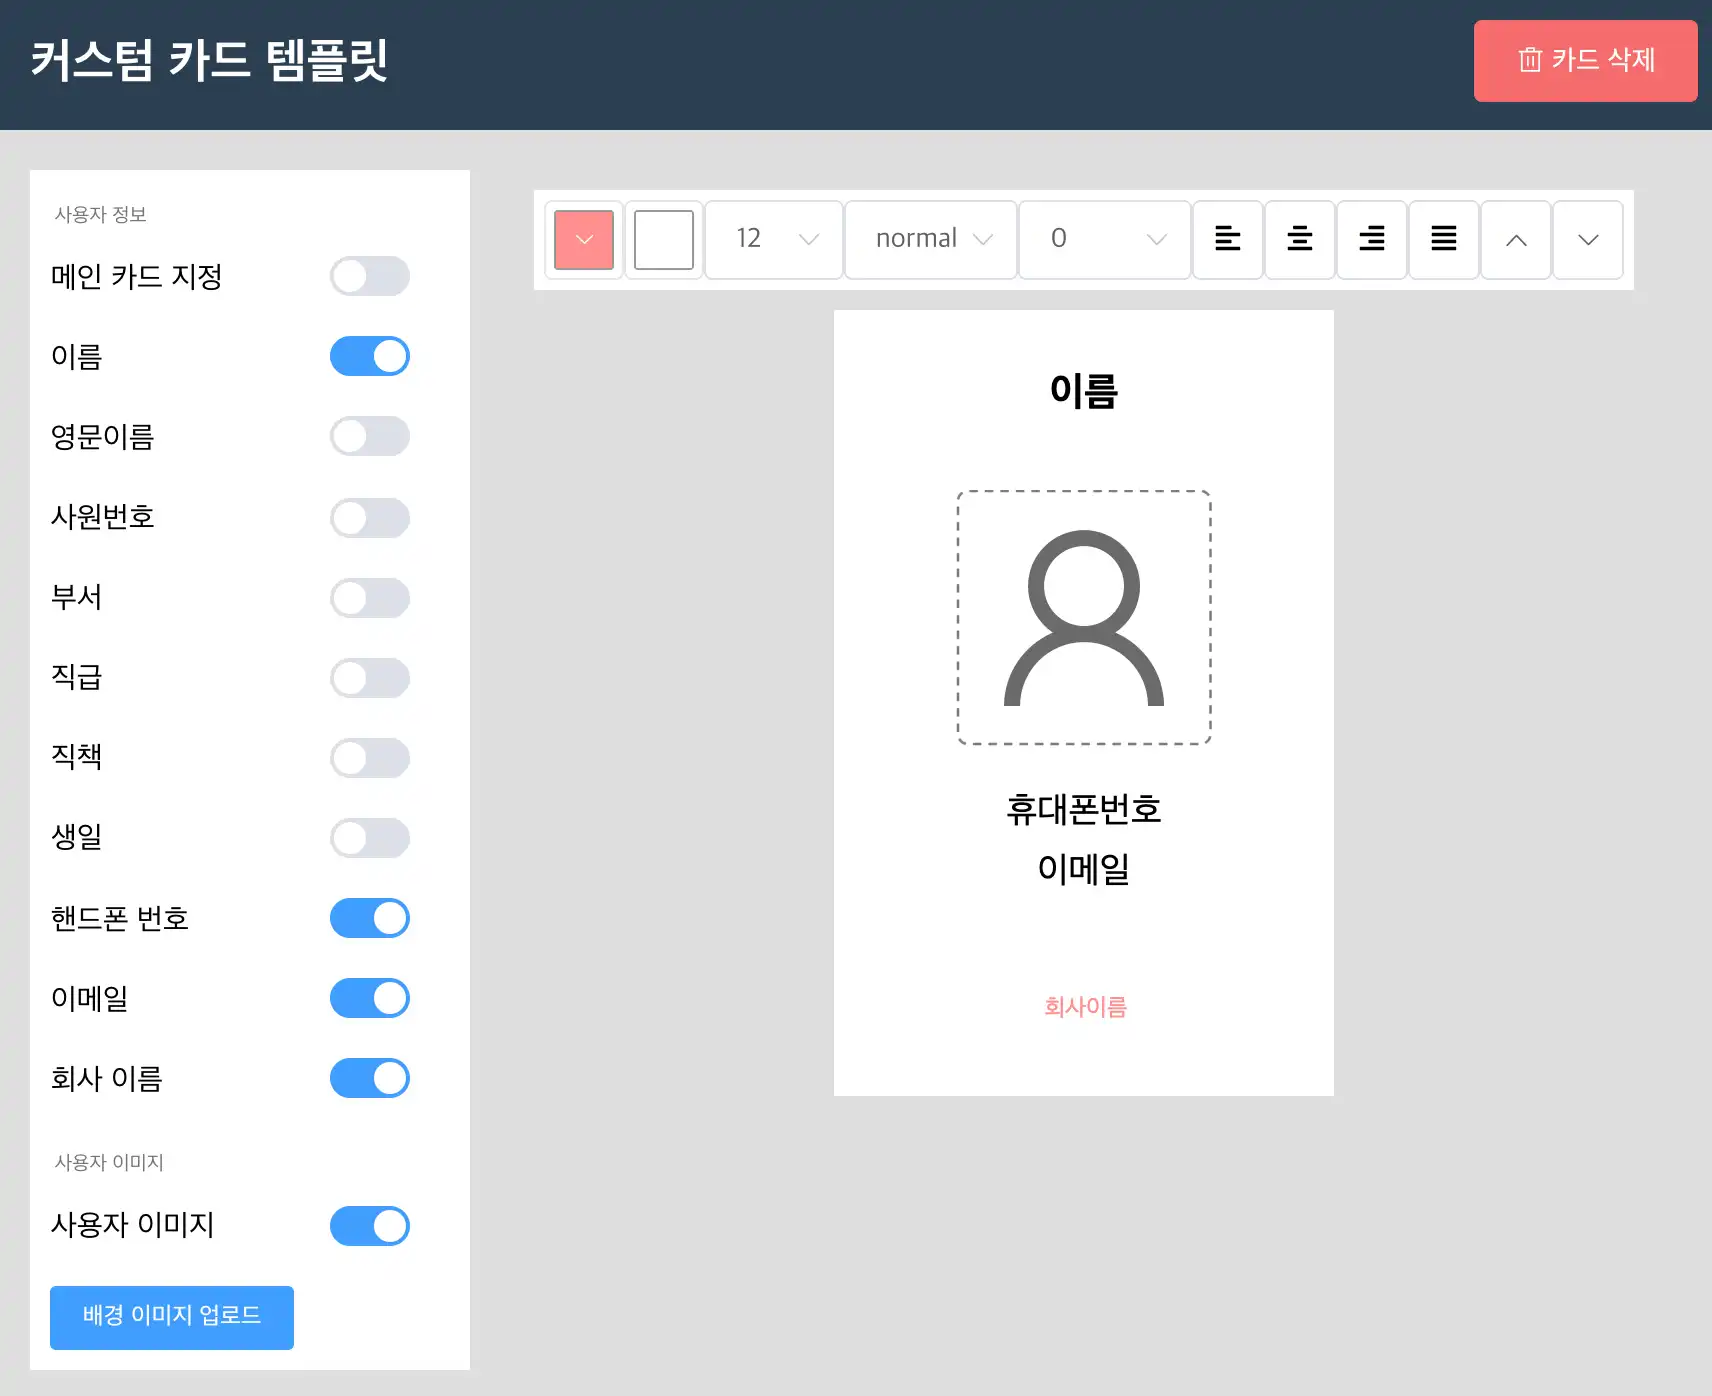 커스텀 카드 템플릿
카드 삭제
사용자 정보
메인 카드 지정
이름
영문이름
사원번호
부서
직급
직책
생일
핸드폰 번호
이메일
회사 이름
사용자 이미지
사용자 이미지
배경 이미지 업로드
12 normal 0
이름
휴대폰번호
이메일
회사이름